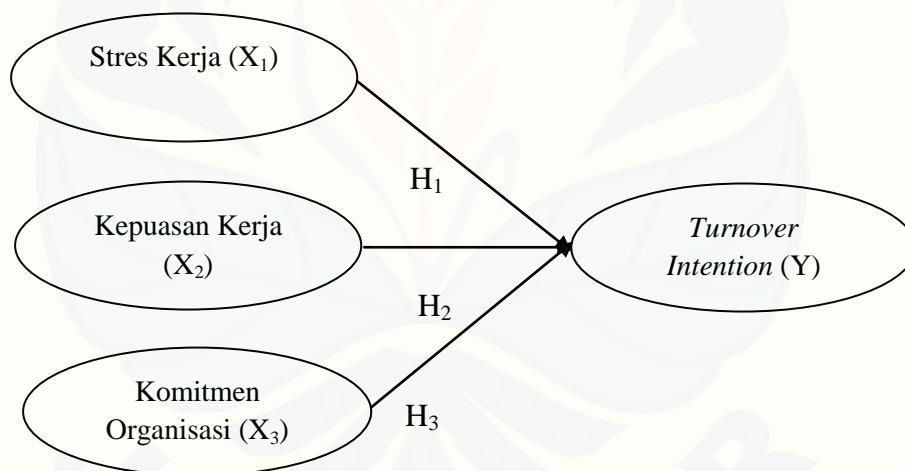 Stres Kerja (X₁)
H₁
Kepuasan Kerja
(X₂)
Turnover
Intention (Y)
H₂
Komitmen
Organisasi (X₃)
H₃